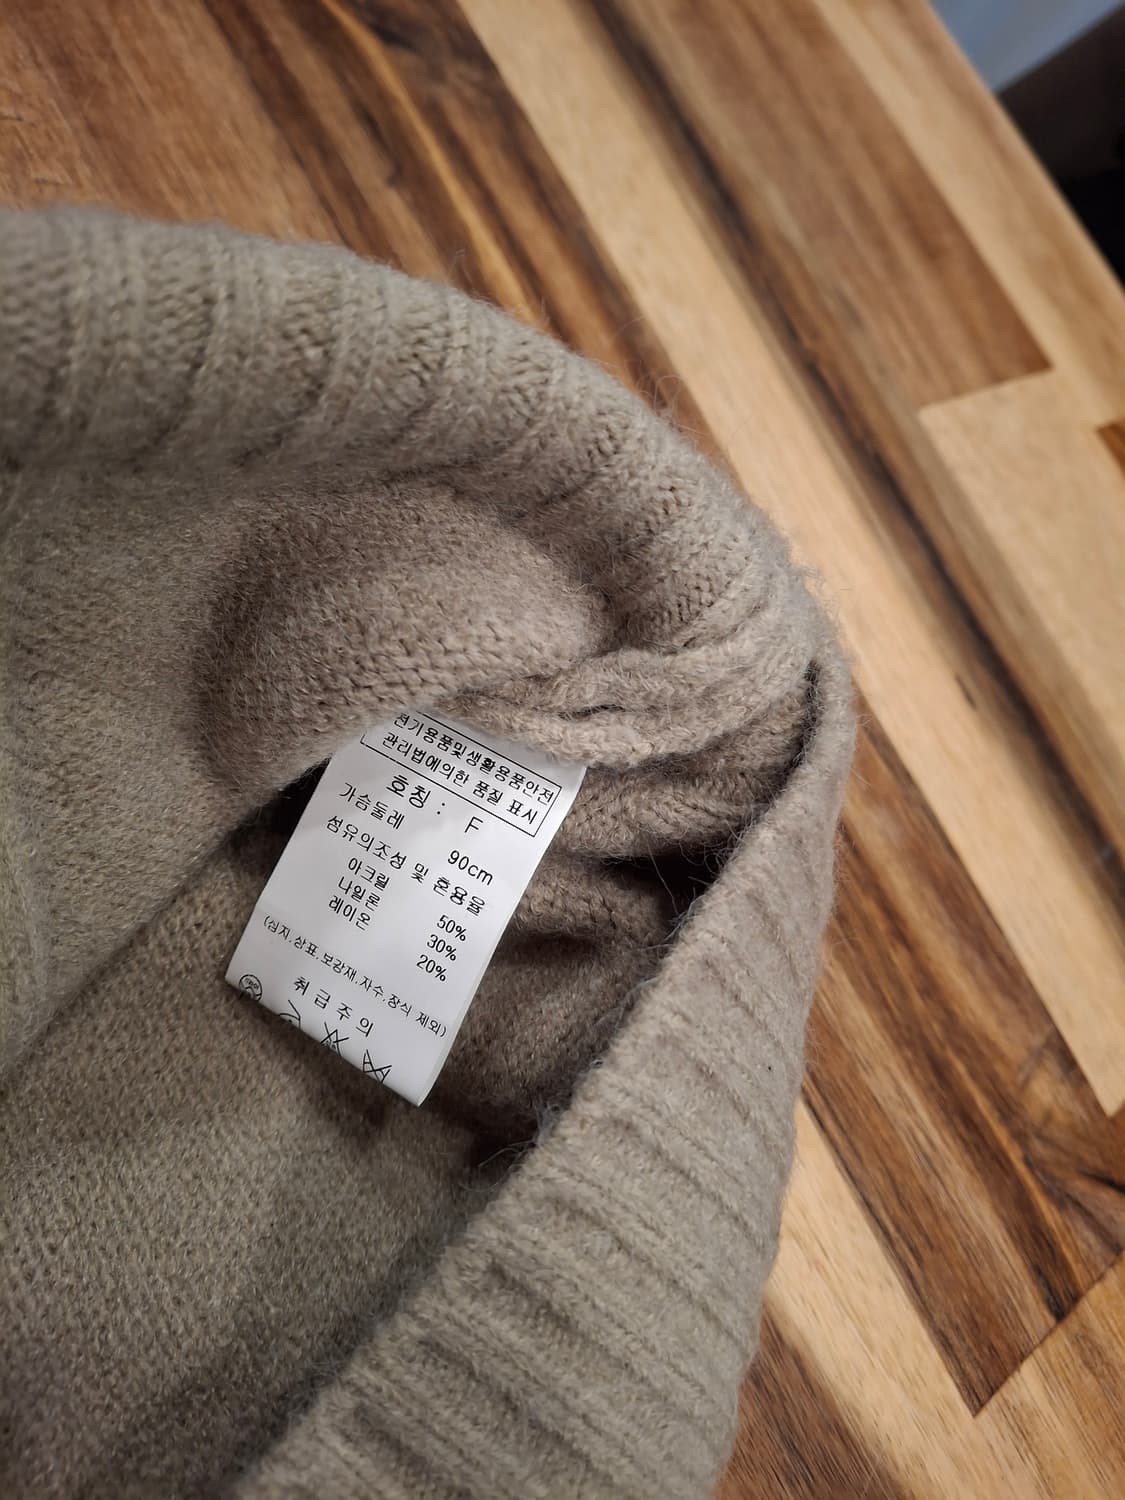 전기용품및생활용품안전
관리법에의한 품질 표시
호칭 : F
가슴둘레 90cm
섬유의조성 및 혼용율
아크릴 50%
나일론 30%
레이온 20%
(심지.상표.보강재.자수.장식 제외)
취급주의